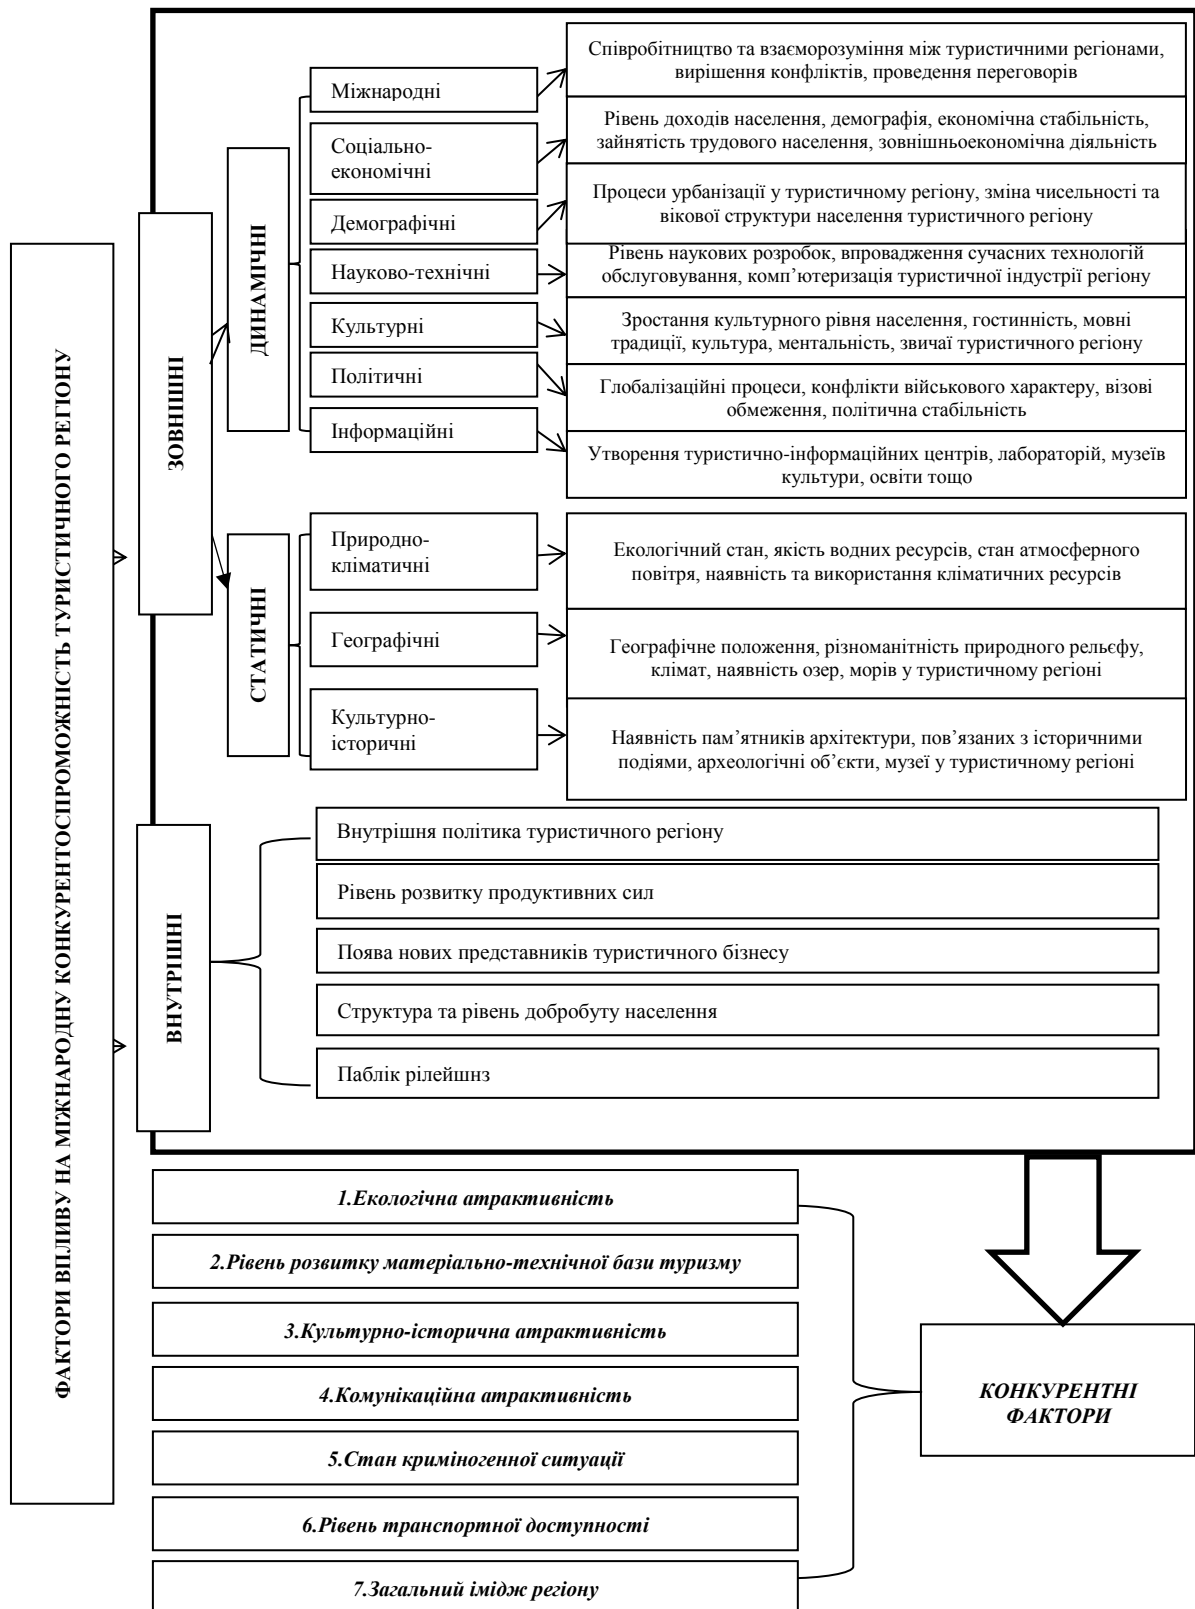 ФАКТОРИ ВПЛИВУ НА МІЖНАРОДНУ КОНКУРЕНТОСПРОМОЖНІСТЬ ТУРИСТИЧНОГО РЕГІОНУ
ЗОВНІШНІ
ДИНАМІЧНІ
Міжнародні
Співробітництво та взаєморозуміння між туристичними регіонами,
вирішення конфліктів, проведення переговорів
Соціально-
економічні
Рівень доходів населення, демографія, економічна стабільність,
зайнятість трудового населення, зовнішньоекономічна діяльність
Демографічні
Процеси урбанізації у туристичному регіону, зміна чисельності та
вікової структури населення туристичного регіону
Науково-технічні
Рівень наукових розробок, впровадження сучасних технологій
обслуговування, комп’ютеризація туристичної індустрії регіону
Культурні
Зростання культурного рівня населення, гостинність, мовні
традиції, культура, ментальність, звичаї туристичного регіону
Політичні
Глобалізаційні процеси, конфлікти військового характеру, візові
обмеження, політична стабільність
Інформаційні
Утворення туристично-інформаційних центрів, лабораторій, музеїв
культури, освіти тощо
СТАТИЧНІ
Природно-
кліматичні
Екологічний стан, якість водних ресурсів, стан атмосферного
повітря, наявність та використання кліматичних ресурсів
Географічні
Географічне положення, різноманітність природного рельєфу,
клімат, наявність озер, морів у туристичному регіоні
Культурно-
історичні
Наявність пам’ятників архітектури, пов’язаних з історичними
подіями, археологічні об’єкти, музеї у туристичному регіоні
ВНУТРІШНІ
Внутрішня політика туристичного регіону
Рівень розвитку продуктивних сил
Поява нових представників туристичного бізнесу
Структура та рівень добробуту населення
Паблік рілейшнз
1.Екологічна атрактивність
2.Рівень розвитку матеріально-технічної бази туризму
3.Культурно-історична атрактивність
4.Комунікаційна атрактивність
5.Стан криміногенної ситуації
6.Рівень транспортної доступності
7.Загальний імідж регіону
КОНКУРЕНТНІ
ФАКТОРИ